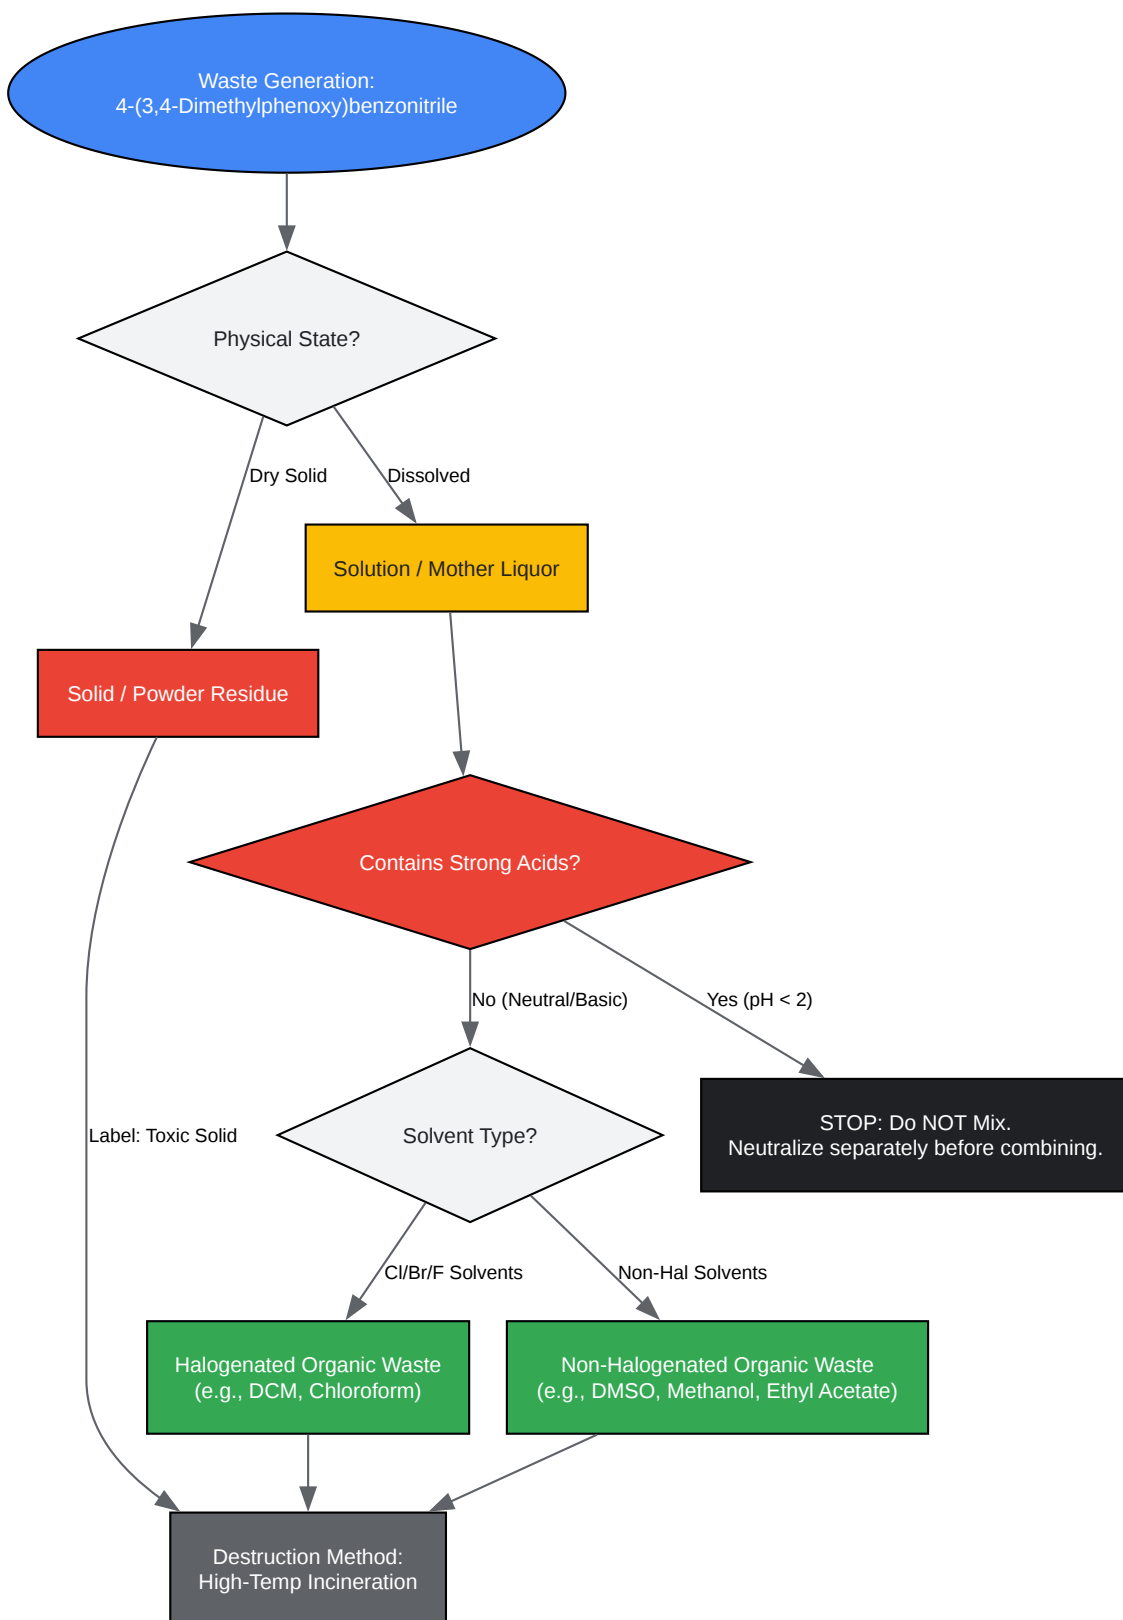 Waste Generation:
4-(3,4-Dimethylphenoxy)benzonitrile
Physical State?
Dry Solid
Dissolved
Solution / Mother Liquor
Solid / Powder Residue
Contains Strong Acids?
No (Neutral/Basic)
Yes (pH < 2)
STOP: Do NOT Mix.
Neutralize separately before combining.
Label: Toxic Solid
Solvent Type?
Cl/Br/F Solvents
Non-Hal Solvents
Halogenated Organic Waste
(e.g., DCM, Chloroform)
Non-Halogenated Organic Waste
(e.g., DMSO, Methanol, Ethyl Acetate)
Destruction Method:
High-Temp Incineration